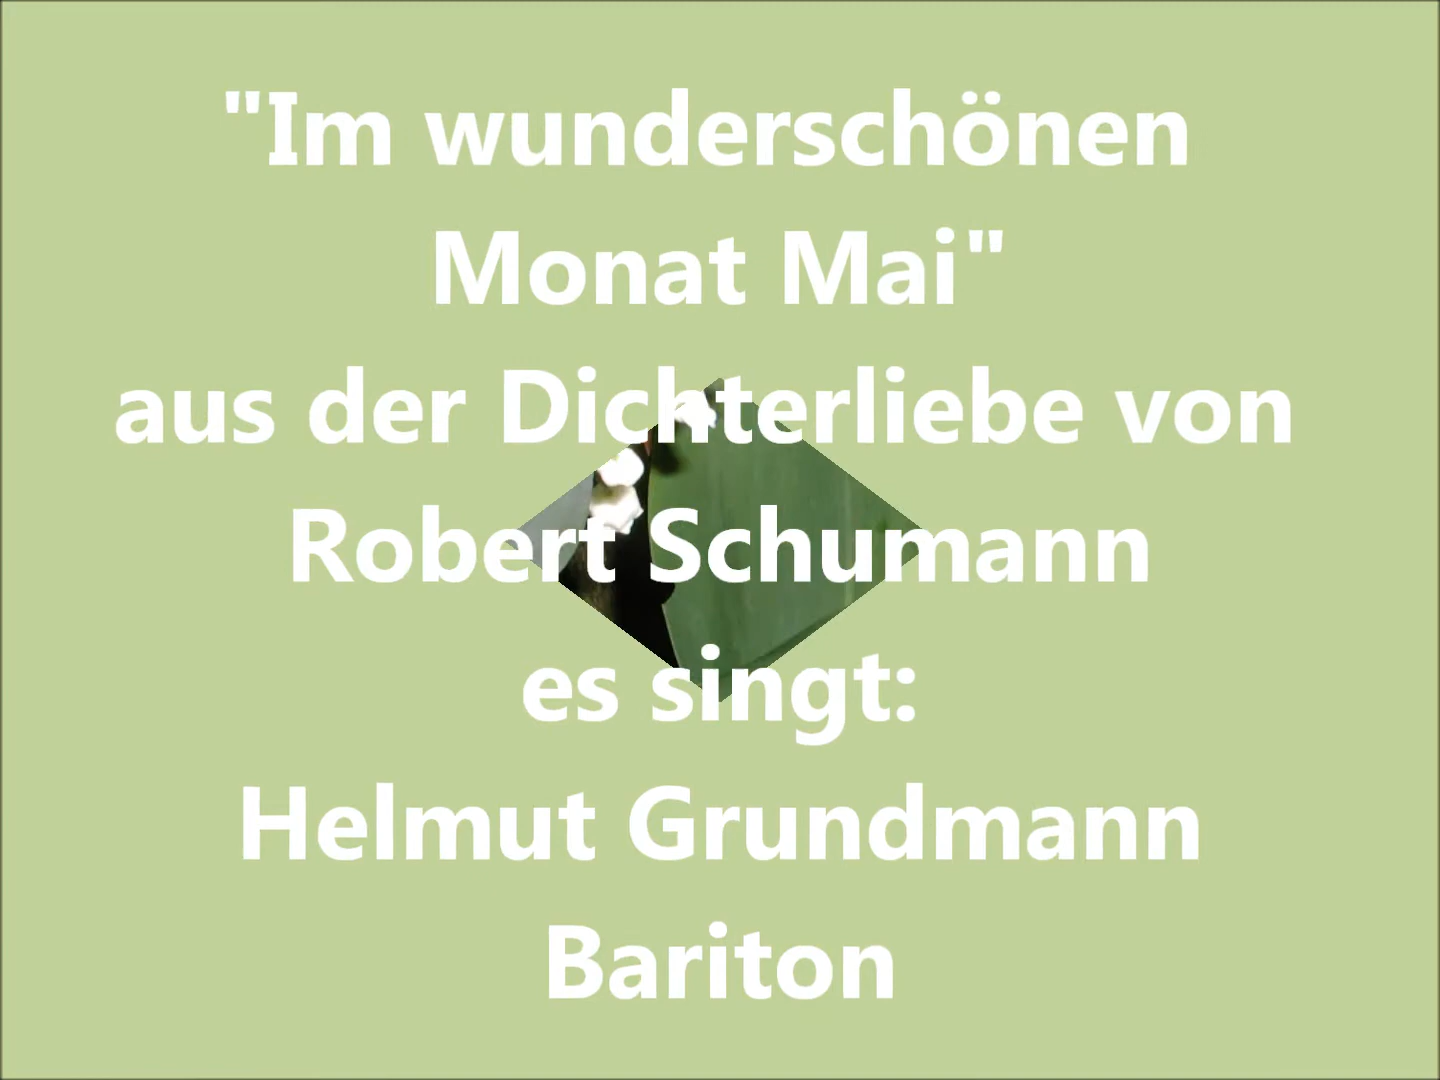 "Im wunderschönen
Monat Mai"
aus der Dichterliebe von
Robert Schumann
es singt:
Helmut Grundmann
Bariton